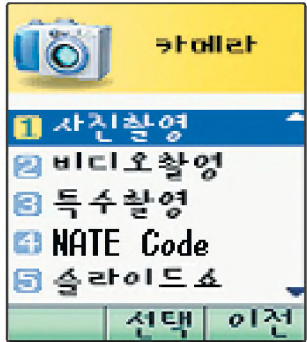 카메라
1 사진촬영
2 비디오촬영
3 특수촬영
4 NATE Code
5 슬라이드쇼
선택 이전